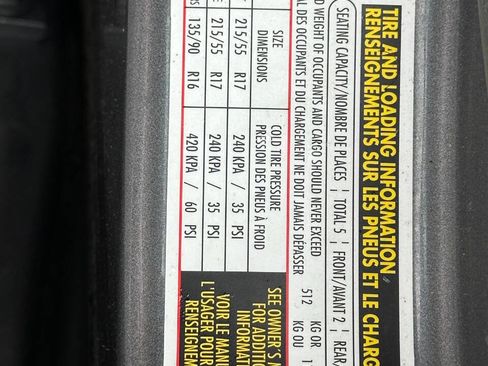 TIRE AND LOADING INFORMATION
RENSEIGNEMENTS SUR LES PNEUS ET LE CHARG
SEATING CAPACITY/NOMBRE DE PLACES TOTAL 5 FRONT/AVANT 2 REAR/
D WEIGHT OF OCCUPANTS AND CARGO SHOULD NEVER EXCEED 512 KG OR
AL DES OCCUPANTS ET DU CHARGEMENT NE DOIT JAMAIS DÉPASSER KG OU
SIZE COLD TIRE PRESSURE
DIMENSIONS PRESSION DES PNEUS À FROID
215/55 R17 240 KPA / 35 PSI
215/55 R17 240 KPA / 35 PSI
135/90 R16 420 KPA / 60 PSI
SEE OWNER'S M
FOR ADDITIO
INFORMATI
VOIR LE MANU
L'USAGER POUR
RENSEIGNEME